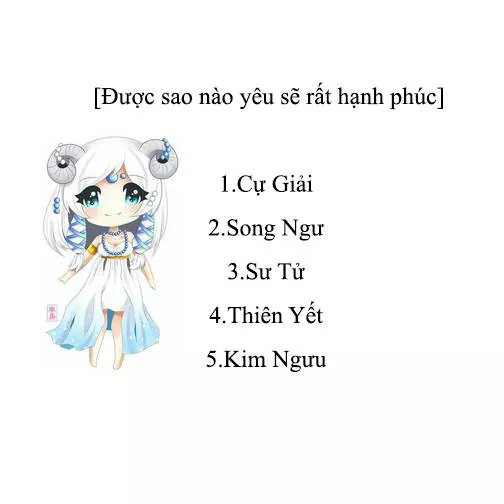 [Được sao nào yêu sẽ rất hạnh phúc]
1.Cự Giải
2.Song Ngư
3.Sư Tử
4.Thiên Yết
5.Kim Ngưu